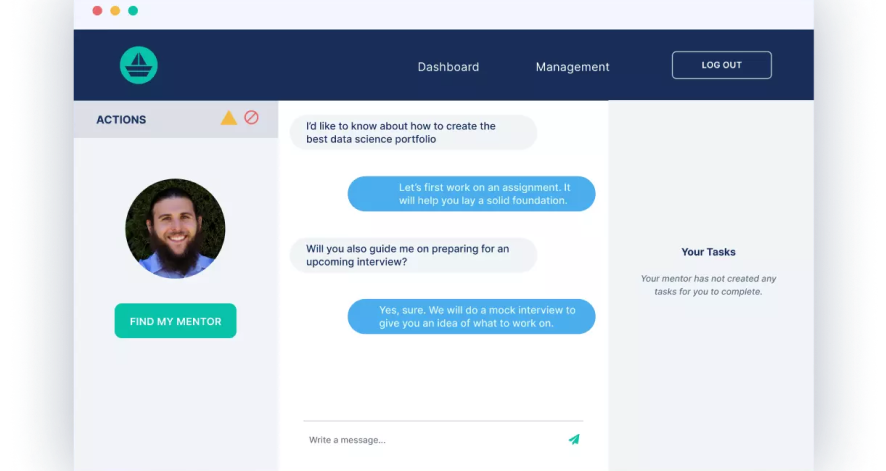 Dashboard
Management
LOG OUT
ACTIONS
FIND MY MENTOR
I'd like to know about how to create the
best data science portfolio
Let's first work on an assignment. It
will help you lay a solid foundation.
Will you also guide me on preparing for an
upcoming interview?
Yes, sure. We will do a mock interview to
give you an idea of what to work on.
Write a message...
Your Tasks
Your mentor has not created any
tasks for you to complete.